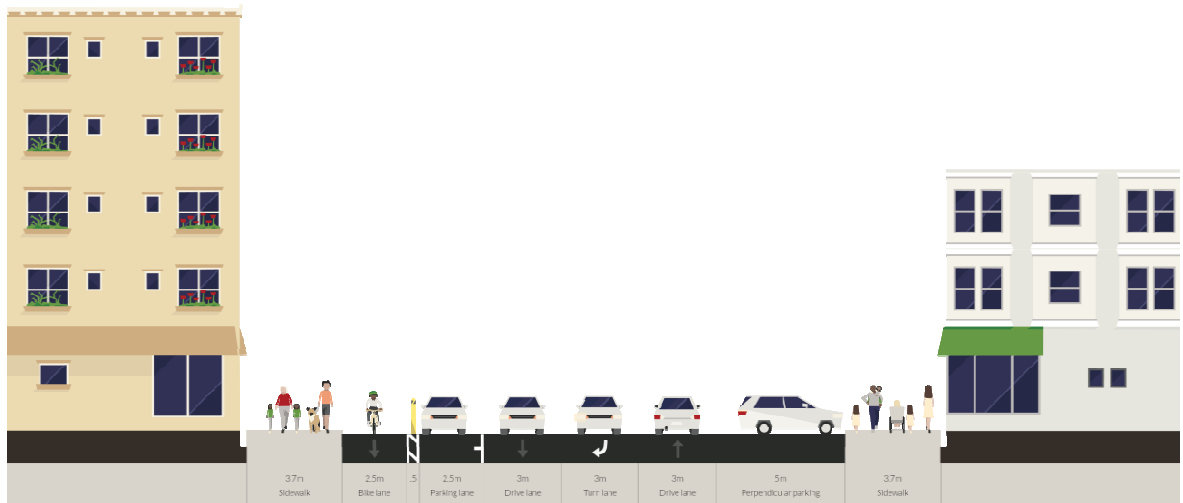 3.7m
Sidewalk
2.5m
Bike lane
.5
2.5m
Parking lane
3m
Drive lane
3m
Turn lane
3m
Drive lane
5m
Perpendicular parking
3.7m
Sidewalk